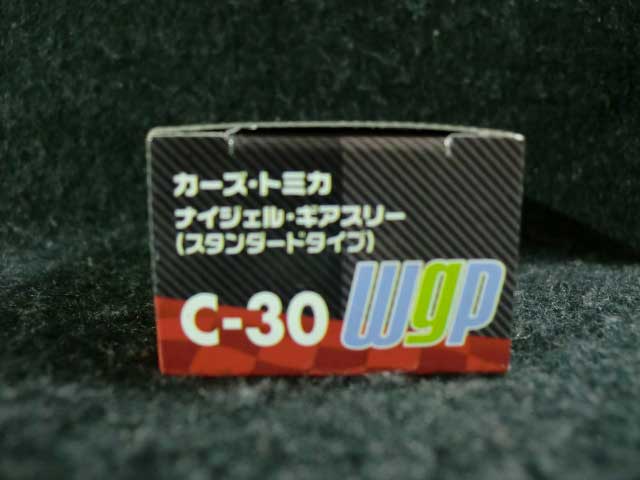 カーズ・トミカ
ナイジェル・ギアスリー
(スタンダードタイプ)
C-30 wgp